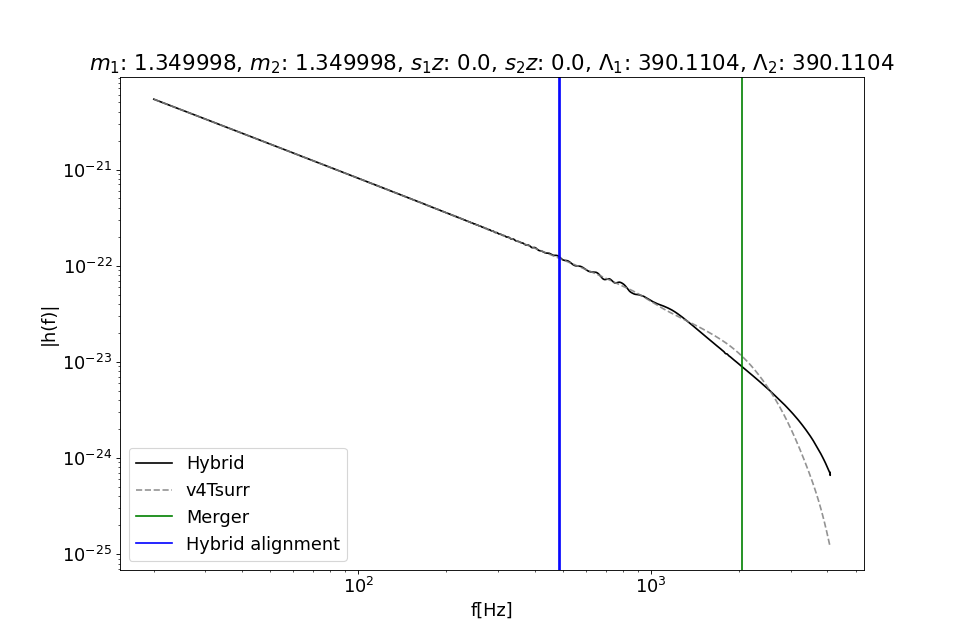 m₁: 1.349998, m₂: 1.349998, s₁z: 0.0, s₂z: 0.0, Λ₁: 390.1104, Λ₂: 390.1104
10⁻²¹
10⁻²²
10⁻²³
10⁻²⁴
10⁻²⁵
|h(f)|
Hybrid
v4Tsurr
Merger
Hybrid alignment
10² 10³
f[Hz]